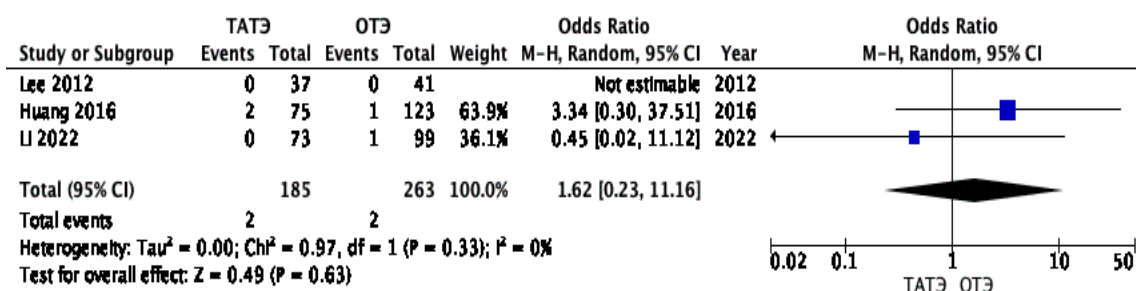 ТАТЭ ОТЭ Odds Ratio Odds Ratio
Study or Subgroup Events Total Events Total Weight M-H, Random, 95% CI Year M-H, Random, 95% CI
Lee 2012 0 37 0 41 Not estimable 2012
Huang 2016 2 75 1 123 63.9% 3.34 [0.30, 37.51] 2016
LI 2022 0 73 1 99 36.1% 0.45 [0.02, 11.12] 2022
Total (95% CI) 185 263 100.0% 1.62 [0.23, 11.16]
Total events 2 2
Heterogeneity: Tau² = 0.00; Chi² = 0.97, df = 1 (P = 0.33); I² = 0%
Test for overall effect: Z = 0.49 (P = 0.63)
0.02 0.1 1 10 50
ТАТЭ ОТЭ